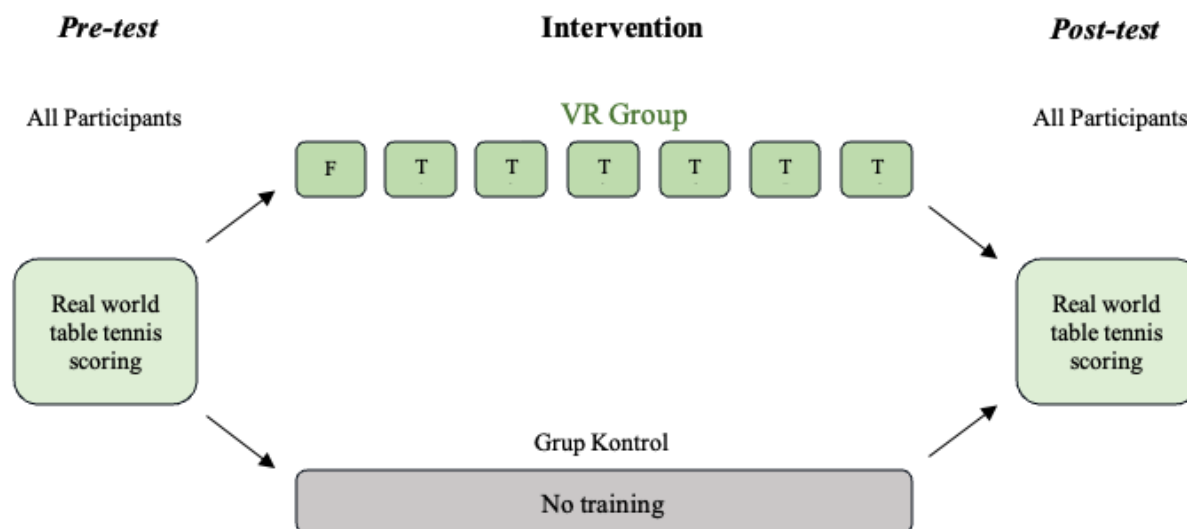 Pre-test
Intervention
Post-test
All Participants
VR Group
All Participants
F
T
T
T
T
T
T
Real world
table tennis
scoring
Real world
table tennis
scoring
Grup Kontrol
No training